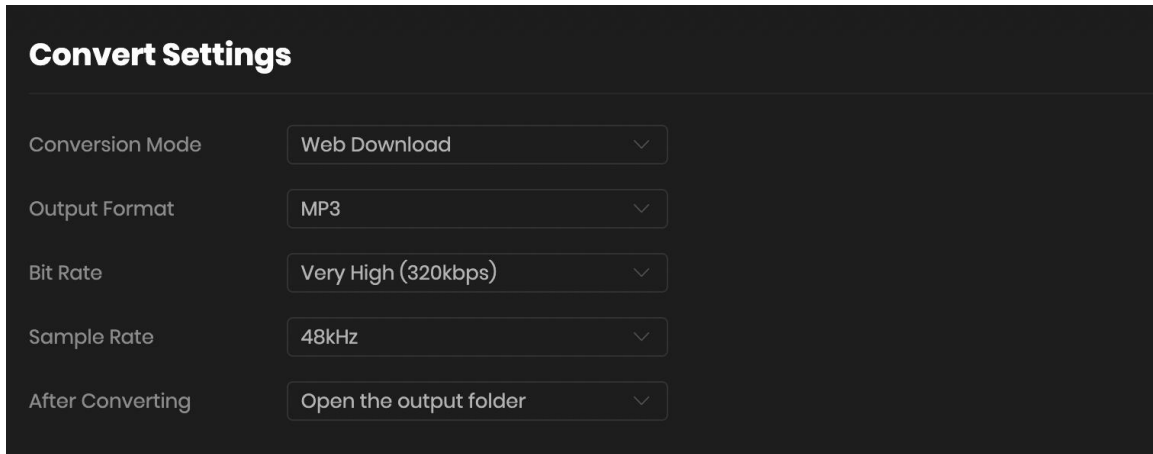 Convert Settings
Conversion Mode Web Download
Output Format MP3
Bit Rate Very High (320kbps)
Sample Rate 48kHz
After Converting Open the output folder